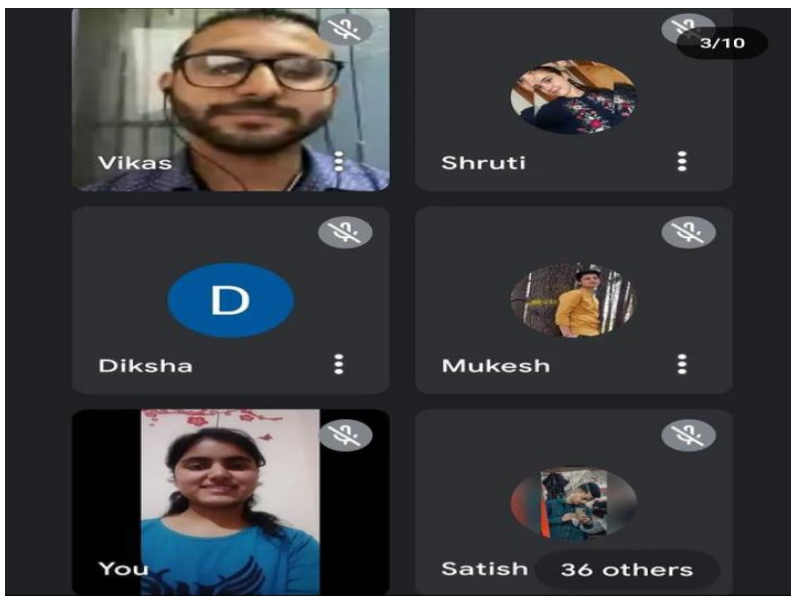 3/10
Vikas
Shruti
D
Diksha
Mukesh
You
Satish
36 others